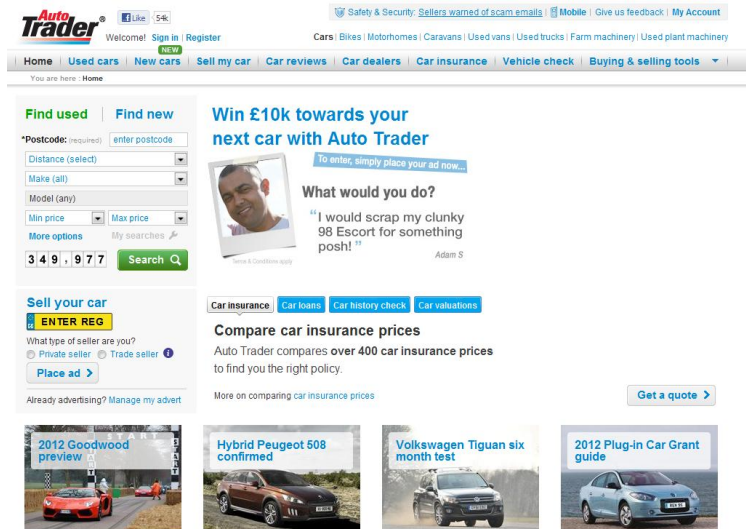 Auto Trader®
Like 54k
Safety & Security: Sellers warned of scam emails | Mobile | Give us feedback | My Account
Welcome! Sign in | Register
Cars | Bikes | Motorhomes | Caravans | Used vans | Used trucks | Farm machinery | Used plant machinery
NEW
Home | Used cars | New cars | Sell my car | Car reviews | Car dealers | Car insurance | Vehicle check | Buying & selling tools
You are here : Home
Find used | Find new
*Postcode: (required) enter postcode
Distance (select)
Make (all)
Model (any)
Min price Max price
More options My searches
349,977 Search
Win £10k towards your
next car with Auto Trader
To enter, simply place your ad now...
What would you do?
“I would scrap my clunky
98 Escort for something
posh!”
Adam S
Terms & Conditions apply
Sell your car
ENTER REG
What type of seller are you?
Private seller Trade seller i
Place ad
Already advertising? Manage my advert
Car insurance Car loans Car history check Car valuations
Compare car insurance prices
Auto Trader compares over 400 car insurance prices
to find you the right policy.
More on comparing car insurance prices
Get a quote
2012 Goodwood
preview
Hybrid Peugeot 508
confirmed
Volkswagen Tiguan six
month test
2012 Plug-in Car Grant
guide